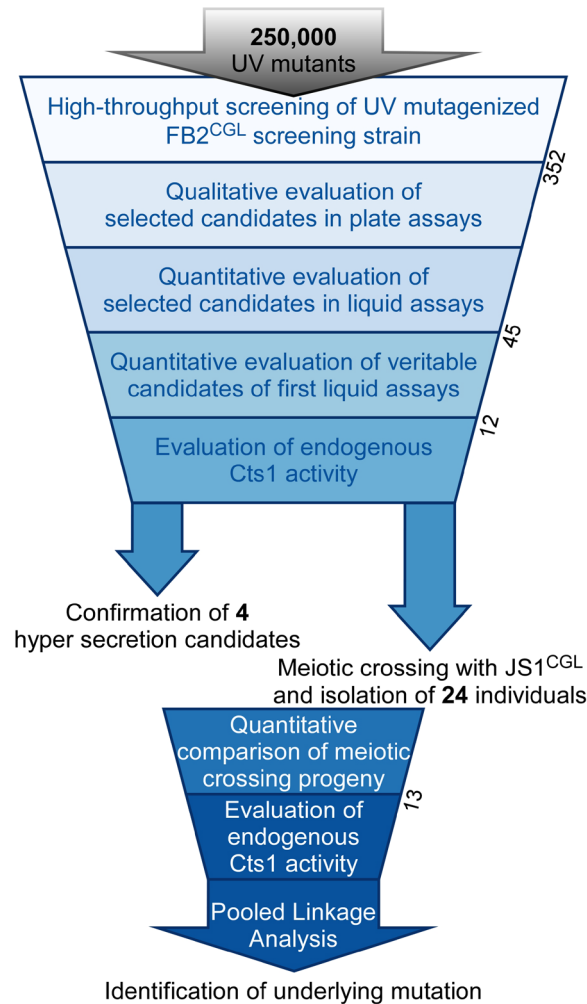 250,000
UV mutants
High-throughput screening of UV mutagenized
FB2CGL screening strain
352
Qualitative evaluation of
selected candidates in plate assays
Quantitative evaluation of
selected candidates in liquid assays
45
Quantitative evaluation of veritable
candidates of first liquid assays
12
Evaluation of endogenous
Cts1 activity
Confirmation of 4
hyper secretion candidates
Meiotic crossing with JS1CGL
and isolation of 24 individuals
Quantitative
comparison of meiotic
crossing progeny
13
Evaluation of
endogenous
Cts1 activity
Pooled Linkage
Analysis
Identification of underlying mutation